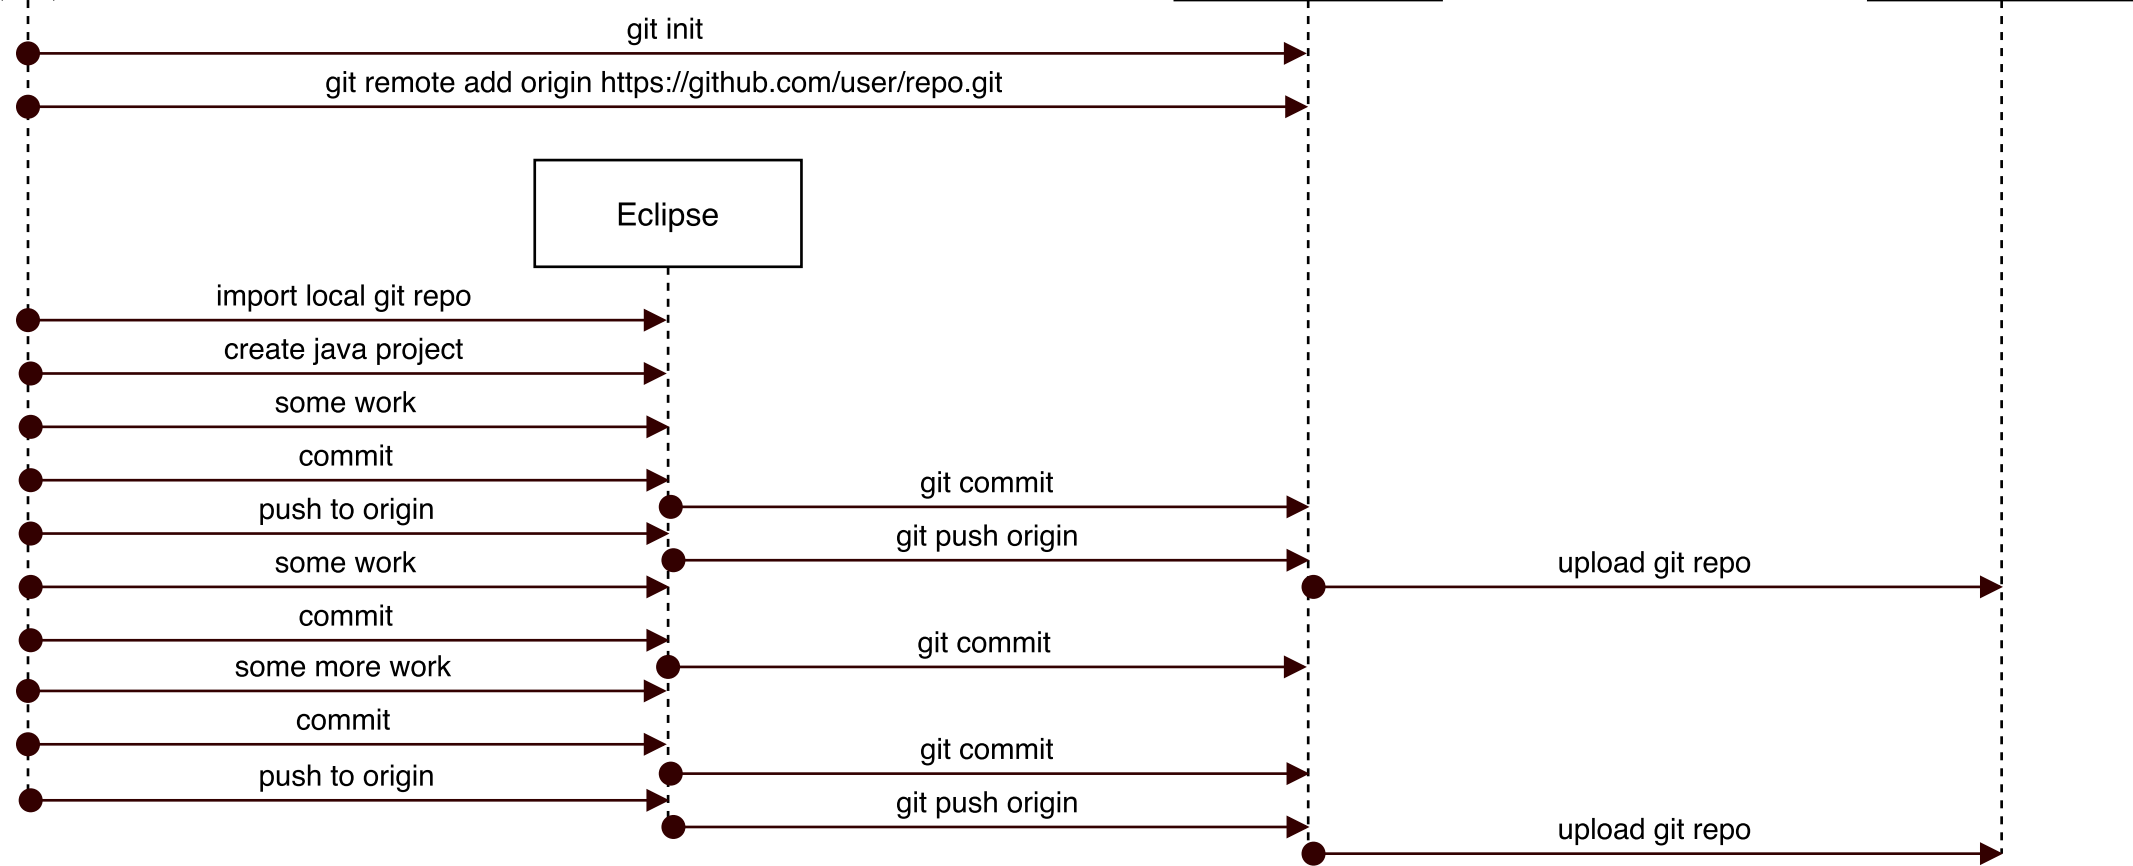 git init
git remote add origin https://github.com/user/repo.git
Eclipse
import local git repo
create java project
some work
commit
git commit
push to origin
git push origin
some work
upload git repo
commit
git commit
some more work
commit
git commit
push to origin
git push origin
upload git repo